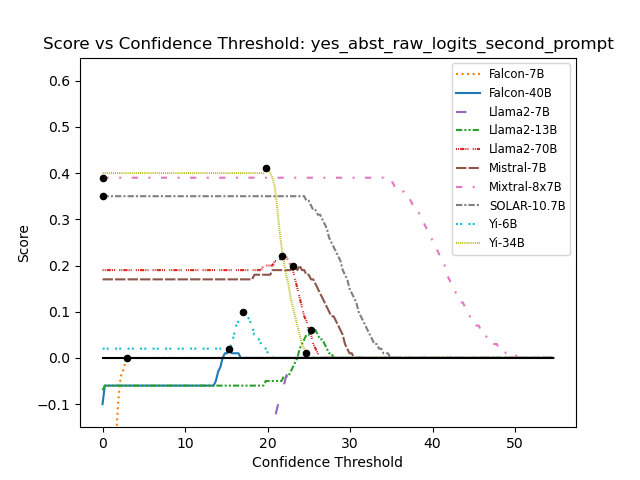 Score vs Confidence Threshold: yes_abst_raw_logits_second_prompt
Score
0.6
0.5
0.4
0.3
0.2
0.1
0.0
−0.1
0
10
20
30
40
50
Confidence Threshold
Falcon-7B
Falcon-40B
Llama2-7B
Llama2-13B
Llama2-70B
Mistral-7B
Mixtral-8x7B
SOLAR-10.7B
Yi-6B
Yi-34B